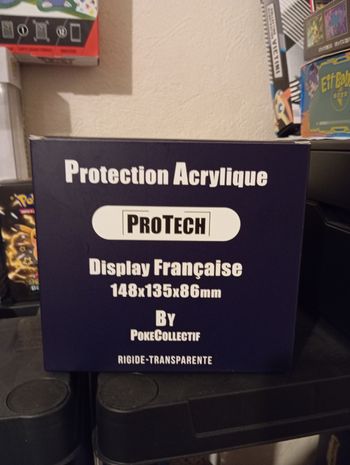 Protection Acrylique
ProTech
Display Française
148x135x86mm
By
PokeCollectif
RIGIDE-TRANSPARENTE